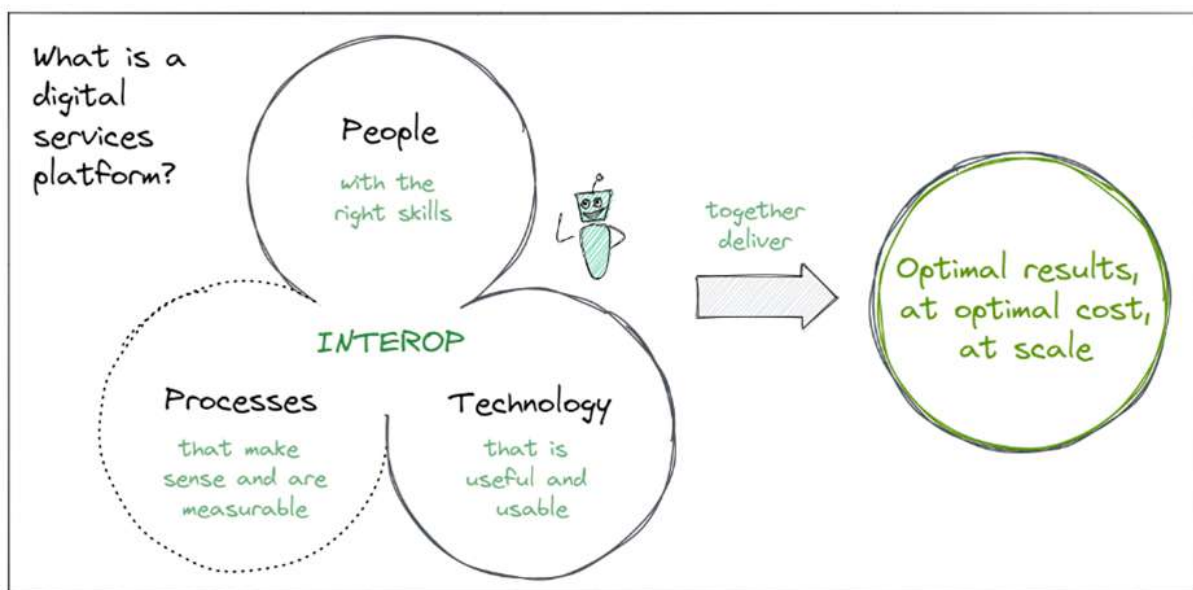 What is a
digital
services
platform?
People
with the
right skills
INTEROP
Processes
that make
sense and are
measurable
Technology
that is
useful and
usable
together
deliver
Optimal results,
at optimal cost,
at scale